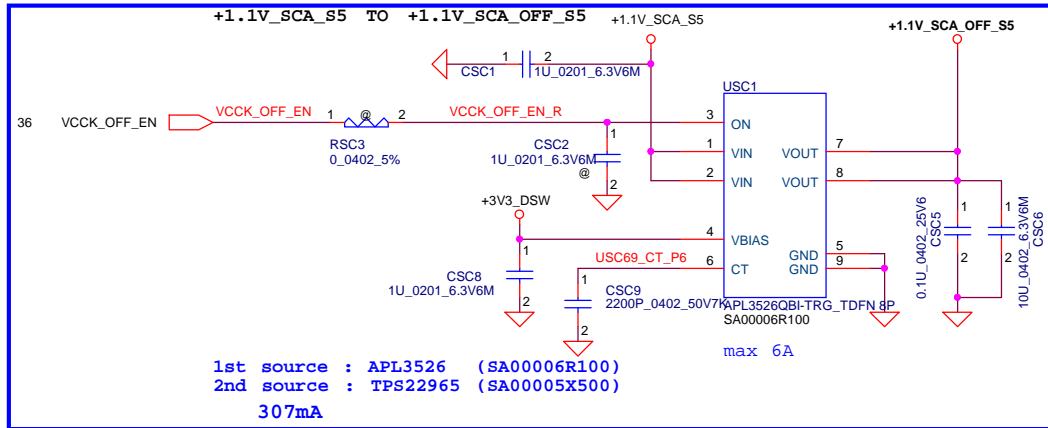 +1.1V_SCA_S5 TO +1.1V_SCA_OFF_S5
+1.1V_SCA_S5
+1.1V_SCA_OFF_S5
1
2
CSC1
1U_0201_6.3V6M
USC1
36
VCCK_OFF_EN
VCCK_OFF_EN
1
@
2
VCCK_OFF_EN_R
RSC3
0_0402_5%
CSC2
1U_0201_6.3V6M
@
1
2
3
ON
1
VIN
2
VIN
VOUT
7
VOUT
8
+3V3_DSW
4
VBIAS
USC69_CT_P6
6
CT
GND
5
GND
9
1
CSC8
1U_0201_6.3V6M
2
1
CSC9
2200P_0402_50V7K
2
APL3526QBI-TRG_TDFN 8P
SA00006R100
1
0.1U_0402_25V6
CSC5
2
1
10U_0402_6.3V6M
CSC6
2
max 6A
1st source : APL3526 (SA00006R100)
2nd source : TPS22965 (SA00005X500)
307mA